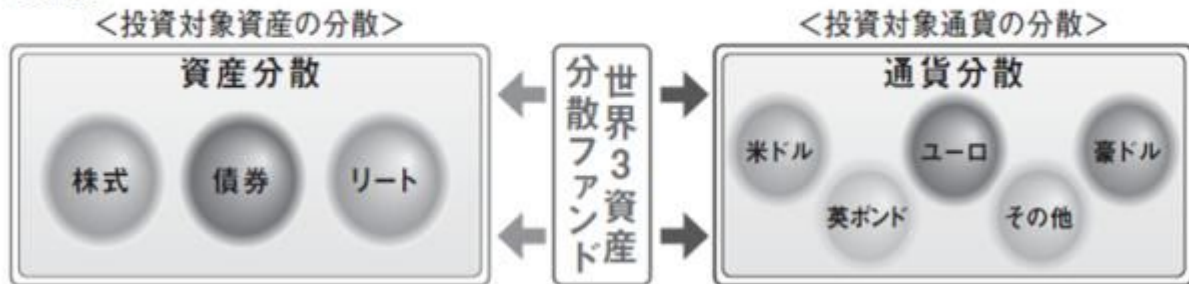 ＜投資対象資産の分散＞
資産分散
株式
債券
リート
世界3資産
分散ファンド
＜投資対象通貨の分散＞
通貨分散
米ドル
ユーロ
豪ドル
英ポンド
その他